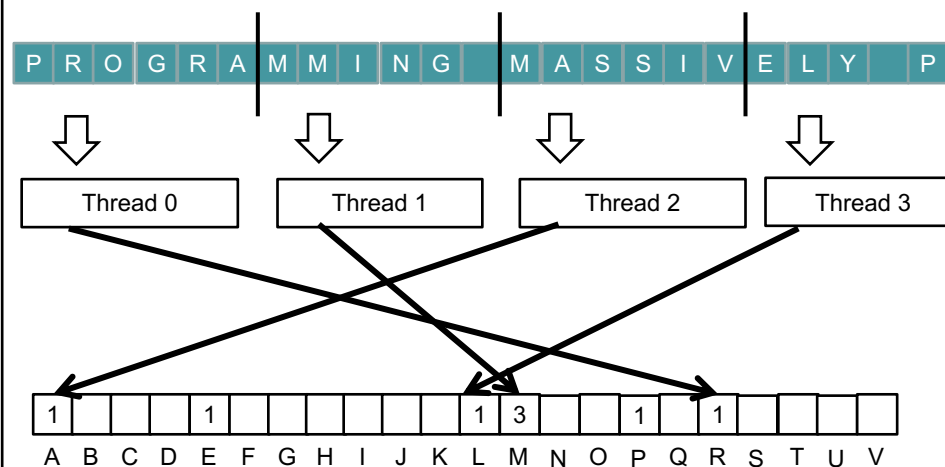 P R O G R A M M I N G M A S S I V E L Y P
Thread 0 Thread 1 Thread 2 Thread 3
1 1 1 3 1 1
A B C D E F G H I J K L M N O P Q R S T U V